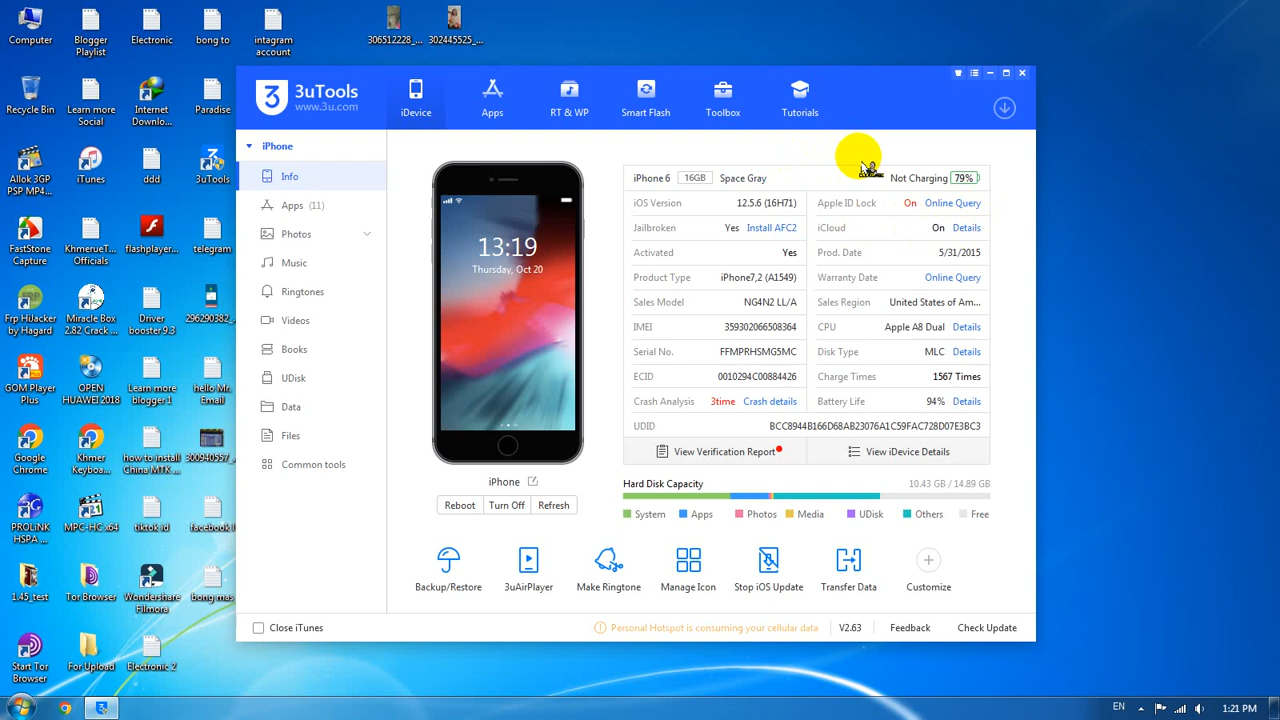 Computer
Blogger Playlist
Electronic
bong to
intagram account
306512228_...
302445525_...
Recycle Bin
Learn more Social
Internet Downlo...
Paradise
Allok 3GP PSP MP4...
iTunes
ddd
3uTools
FastStone Capture
KhmerueT... Officials
flashplayer...
telegram
Frp HiJacker by Hagard
Miracle Box 2.82 Crack ...
Driver booster 9.3
296290382_...
GOM Player Plus
OPEN HUAWEI 2018
Learn more blogger 1
hello Mr. Email
Google Chrome
Khmer Keyboa...
how to install China MTK ...
300940557_...
PROLiNK HSPA ...
MPC-HC x64
tiktok id
facebook l
1.45_test
Tor Browser
Wondershare Filmora
bong mas
Start Tor Browser
For Upload
Electronic 2
3 3uTools
www.3u.com
iDevice
Apps
RT & WP
Smart Flash
Toolbox
Tutorials
iPhone
Info
Apps (11)
Photos
Music
Ringtones
Videos
Books
UDisk
Data
Files
Common tools
13:19
Thursday, Oct 20
iPhone
Reboot
Turn Off
Refresh
iPhone 6 16GB Space Gray Not Charging 79%
iOS Version 12.5.6 (16H71) Apple ID Lock On Online Query
Jailbroken Yes Install AFC2 iCloud On Details
Activated Yes Prod. Date 5/31/2015
Product Type iPhone7,2 (A1549) Warranty Date Online Query
Sales Model NG4N2 LL/A Sales Region United States of Am...
IMEI 359302066508364 CPU Apple A8 Dual Details
Serial No. FFMPRHSMG5MC Disk Type MLC Details
ECID 0010294C00884426 Charge Times 1567 Times
Crash Analysis 3time Crash details Battery Life 94% Details
UDID BCC8944B166D68AB23076A1C59FAC728D07E3BC3
View Verification Report View iDevice Details
Hard Disk Capacity 10.43 GB / 14.89 GB
System Apps Photos Media UDisk Others Free
Backup/Restore
3uAirPlayer
Make Ringtone
Manage Icon
Stop iOS Update
Transfer Data
Customize
Close iTunes
Personal Hotspot is consuming your cellular data
V2.63
Feedback
Check Update
EN
1:21 PM